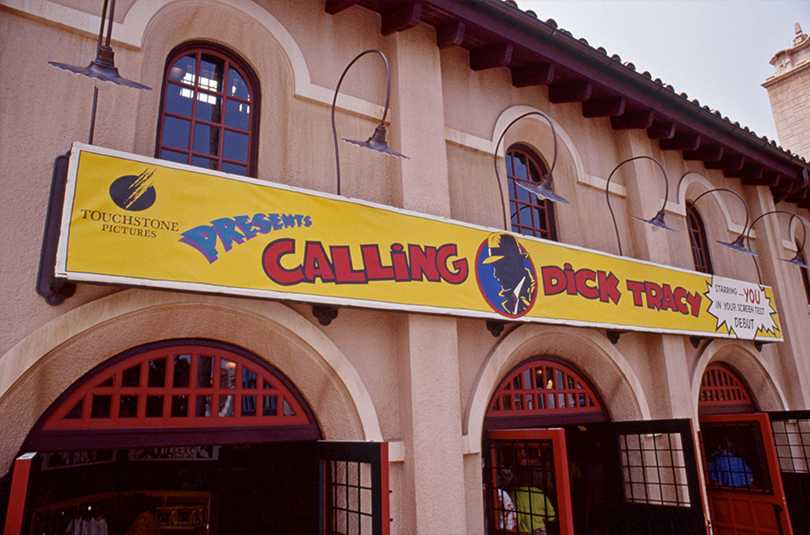 TOUCHSTONE
PICTURES
PRESENTS
CALLiNG DiCK TRACY
STARRING...YOU
IN YOUR SCREEN TEST
DEBUT